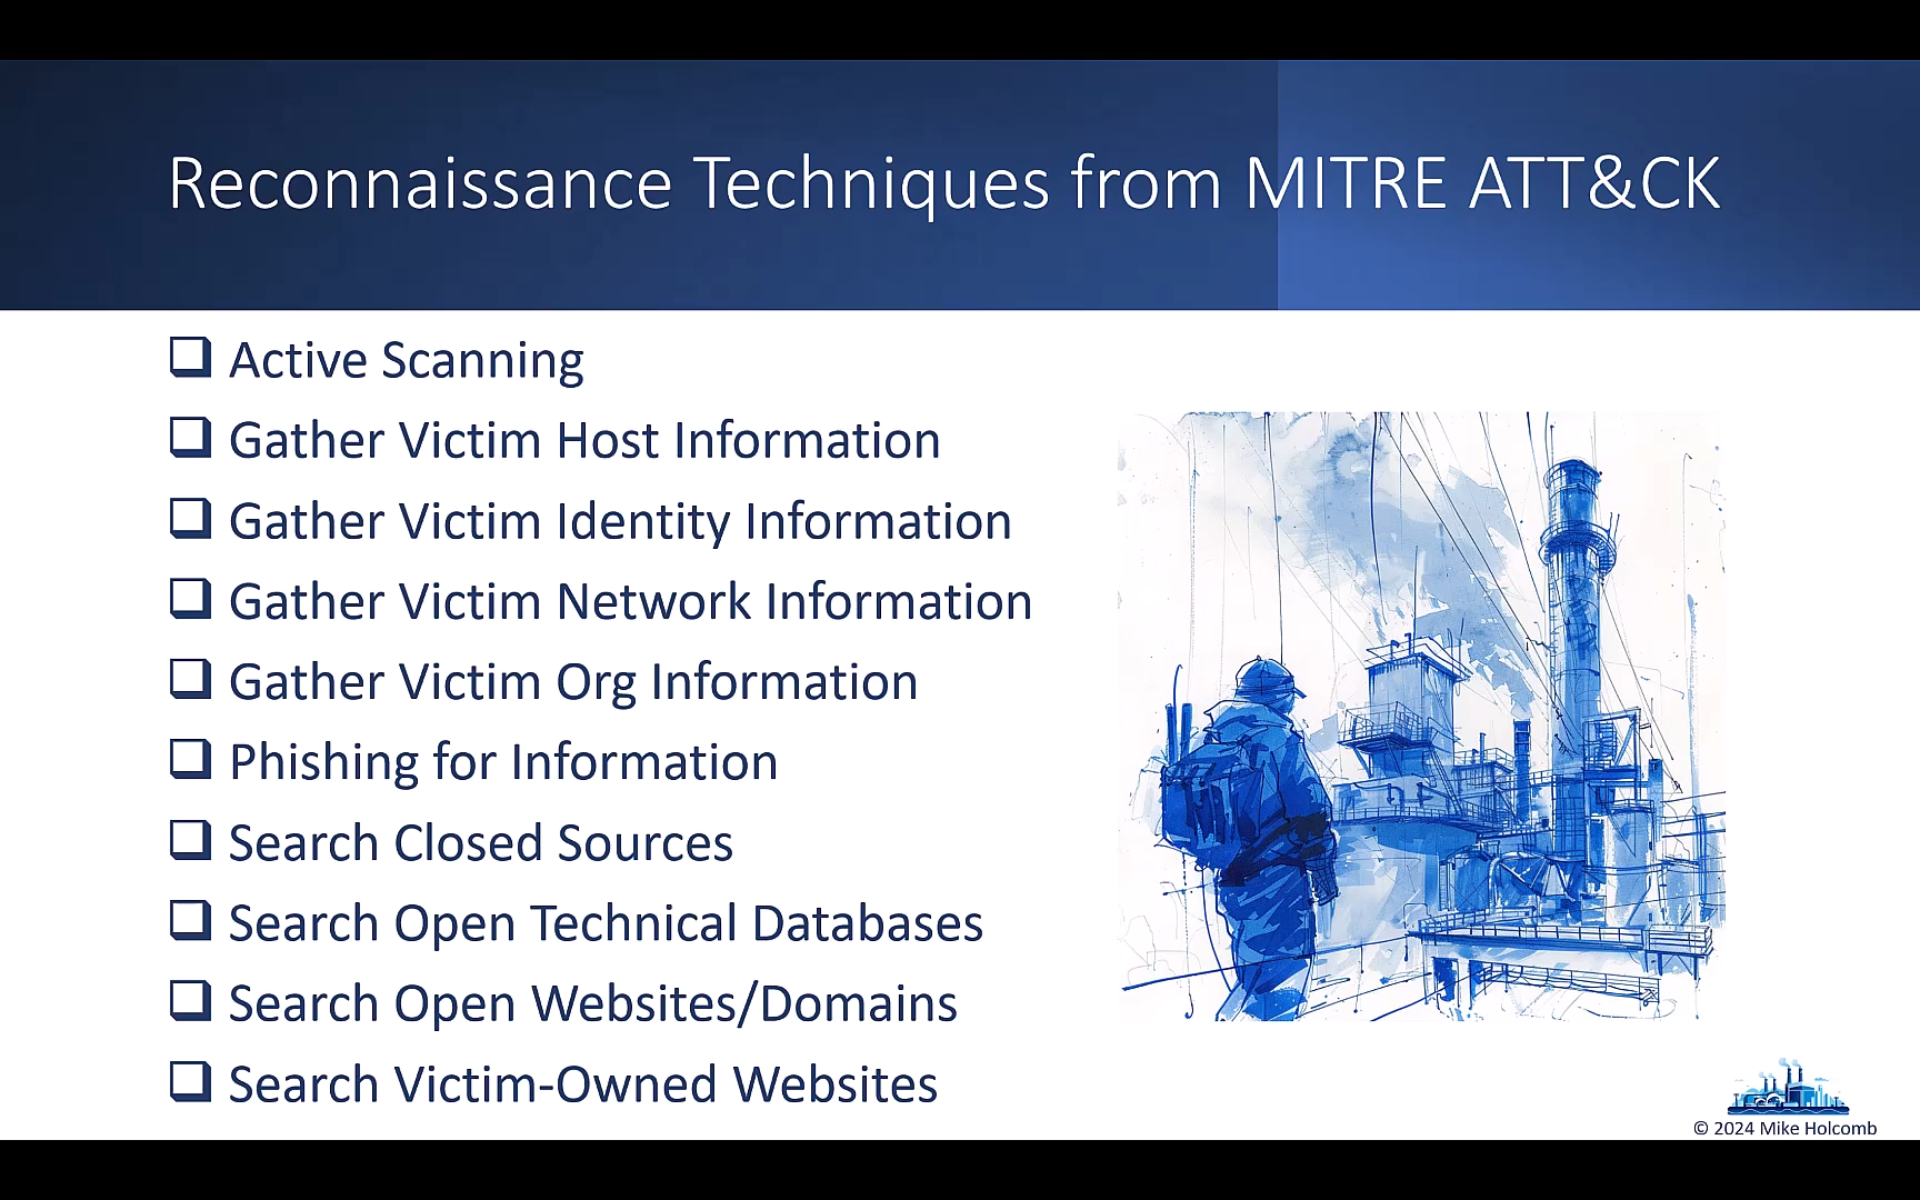 Reconnaissance Techniques from MITRE ATT&CK
Active Scanning
Gather Victim Host Information
Gather Victim Identity Information
Gather Victim Network Information
Gather Victim Org Information
Phishing for Information
Search Closed Sources
Search Open Technical Databases
Search Open Websites/Domains
Search Victim-Owned Websites
© 2024 Mike Holcomb